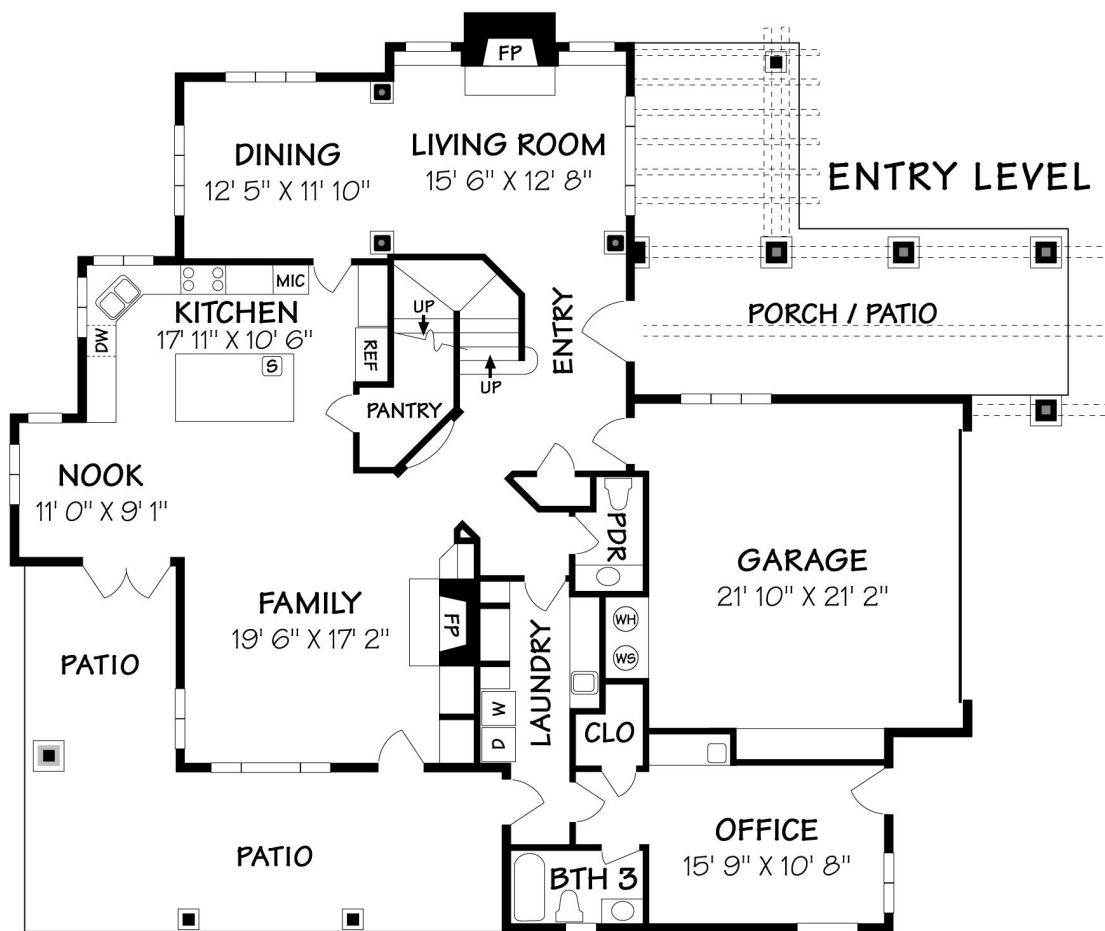 FP
DINING
12' 5" X 11' 10"
LIVING ROOM
15' 6" X 12' 8"
ENTRY LEVEL
MIC
KITCHEN
17' 11" X 10' 6"
DW
S
REF
UP
UP
ENTRY
PORCH / PATIO
PANTRY
NOOK
11' 0" X 9' 1"
PDR
GARAGE
21' 10" X 21' 2"
FAMILY
19' 6" X 17' 2"
FP
WH
WS
PATIO
LAUNDRY
W
D
CLO
OFFICE
15' 9" X 10' 8"
PATIO
BTH 3